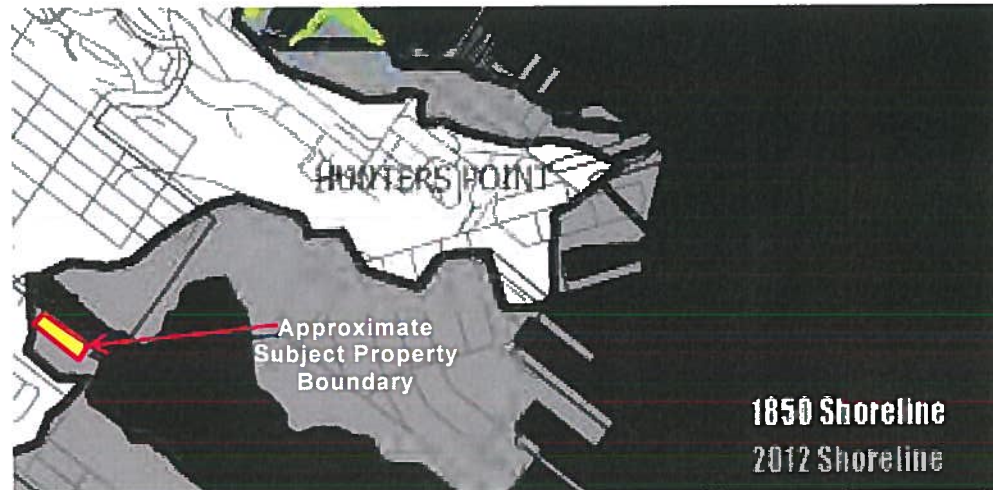 HUNTERS POINT
Approximate
Subject Property
Boundary
1850 Shoreline
2012 Shoreline